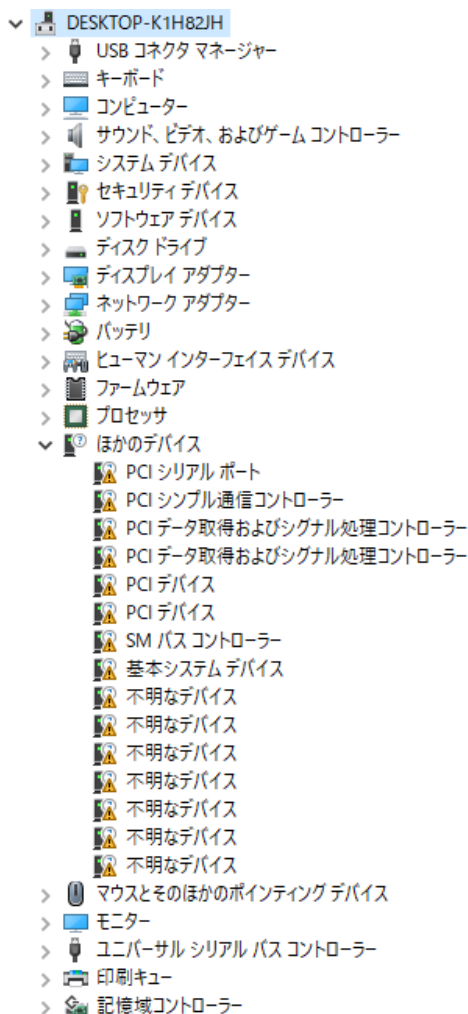 DESKTOP-K1H82JH
USB コネクタ マネージャー
キーボード
コンピューター
サウンド、ビデオ、およびゲーム コントローラー
システム デバイス
セキュリティ デバイス
ソフトウェア デバイス
ディスク ドライブ
ディスプレイ アダプター
ネットワーク アダプター
バッテリ
ヒューマン インターフェイス デバイス
ファームウェア
プロセッサ
ほかのデバイス
PCI シリアル ポート
PCI シンプル通信コントローラー
PCI データ取得およびシグナル処理コントローラー
PCI データ取得およびシグナル処理コントローラー
PCI デバイス
PCI デバイス
SM バス コントローラー
基本システム デバイス
不明なデバイス
不明なデバイス
不明なデバイス
不明なデバイス
不明なデバイス
不明なデバイス
不明なデバイス
マウスとそのほかのポインティング デバイス
モニター
ユニバーサル シリアル バス コントローラー
印刷キュー
記憶域コントローラー